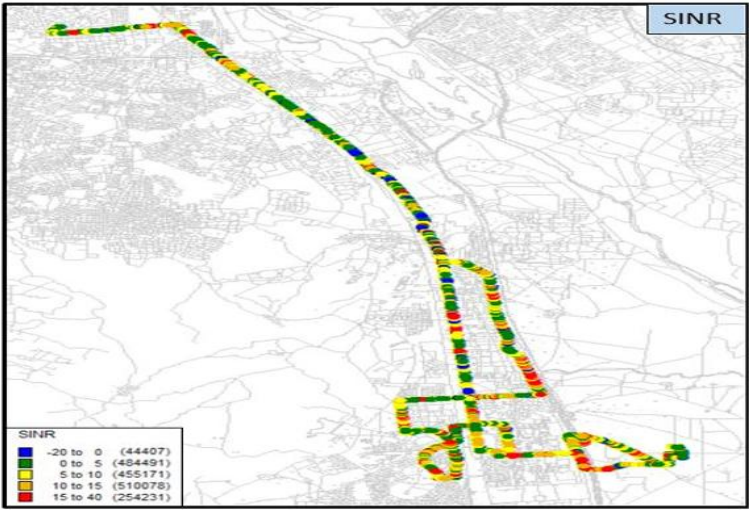 SINR
SINR
-20 to 0 (44407)
0 to 5 (484491)
5 to 10 (455171)
10 to 15 (510078)
15 to 40 (254231)